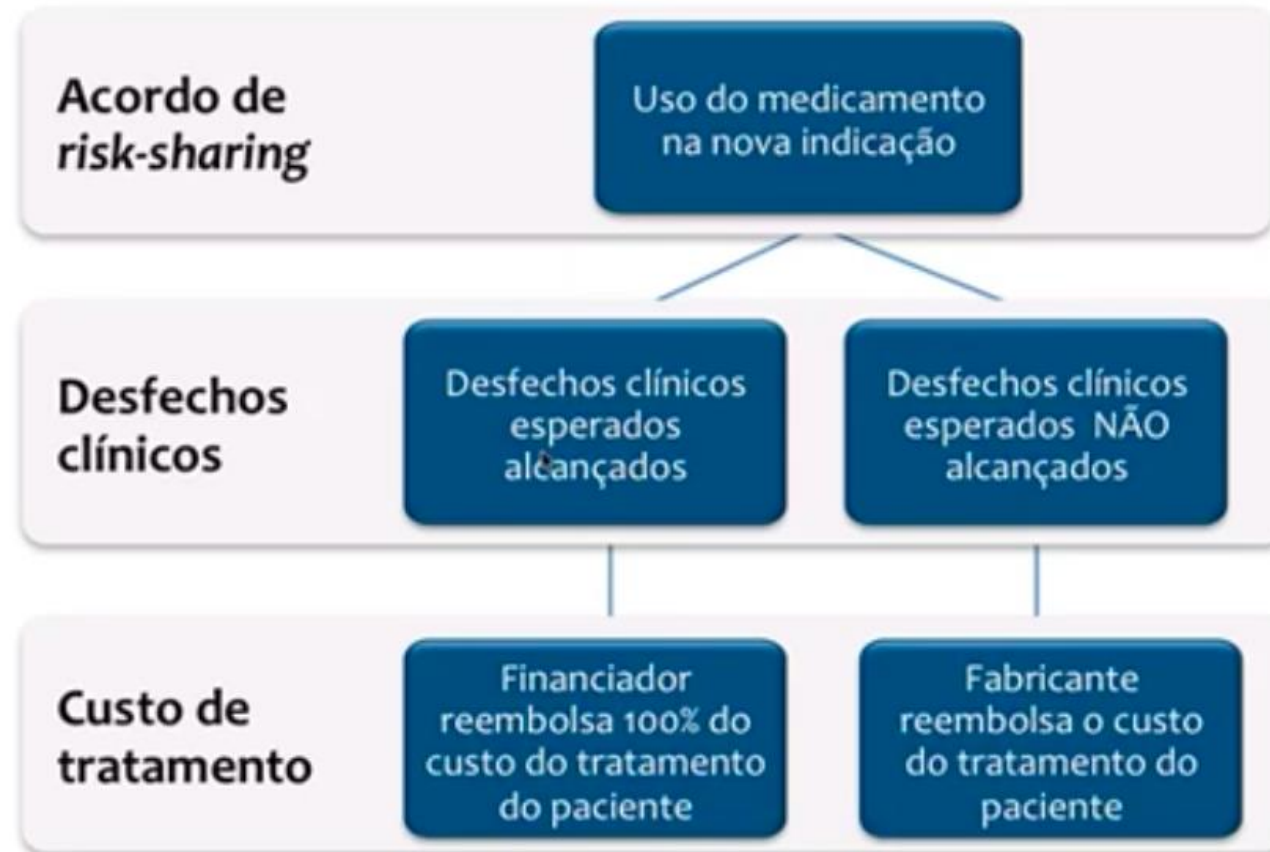 Acordo de
risk-sharing
Uso do medicamento
na nova indicação
Desfechos
clínicos
Desfechos clínicos
esperados
alcançados
Desfechos clínicos
esperados NÃO
alcançados
Custo de
tratamento
Financiador
reembolsa 100% do
custo do tratamento
do paciente
Fabricante
reembolsa o custo
do tratamento do
paciente